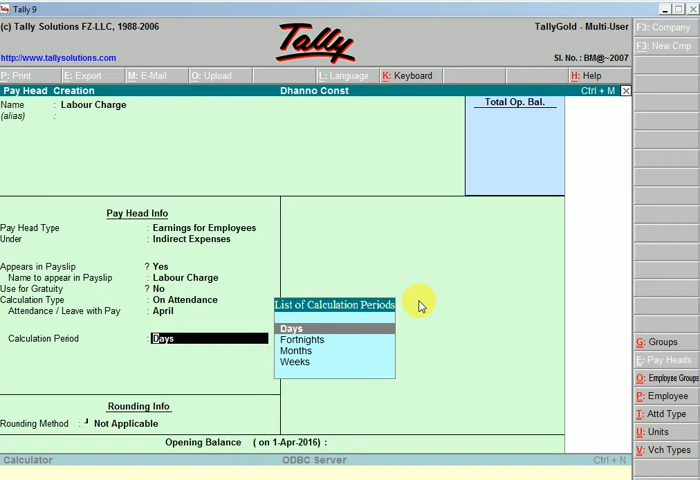 Tally 9
(c) Tally Solutions FZ-LLC, 1988-2006
TallyGold - Multi-User
Tally
http://www.tallysolutions.com
Sl. No. : BM@~2007
P: Print
E: Export
M: E-Mail
O: Upload
L: Language
K: Keyboard
H: Help
Pay Head Creation
Dhanno Const
Ctrl + M
Name : Labour Charge
(alias) :
Total Op. Bal.
Pay Head Info
Pay Head Type : Earnings for Employees
Under : Indirect Expenses
Appears in Payslip ? Yes
Name to appear in Payslip : Labour Charge
Use for Gratuity ? No
Calculation Type : On Attendance
Attendance / Leave with Pay : April
Calculation Period : Days
List of Calculation Periods
Days
Fortnights
Months
Weeks
Rounding Info
Rounding Method : ┘ Not Applicable
Opening Balance ( on 1-Apr-2016) :
Calculator
ODBC Server
Ctrl + N
F3: Company
F3: New Cmp
G: Groups
E: Pay Heads
O: Employee Groups
P: Employee
T: Attd Type
U: Units
V: Vch Types